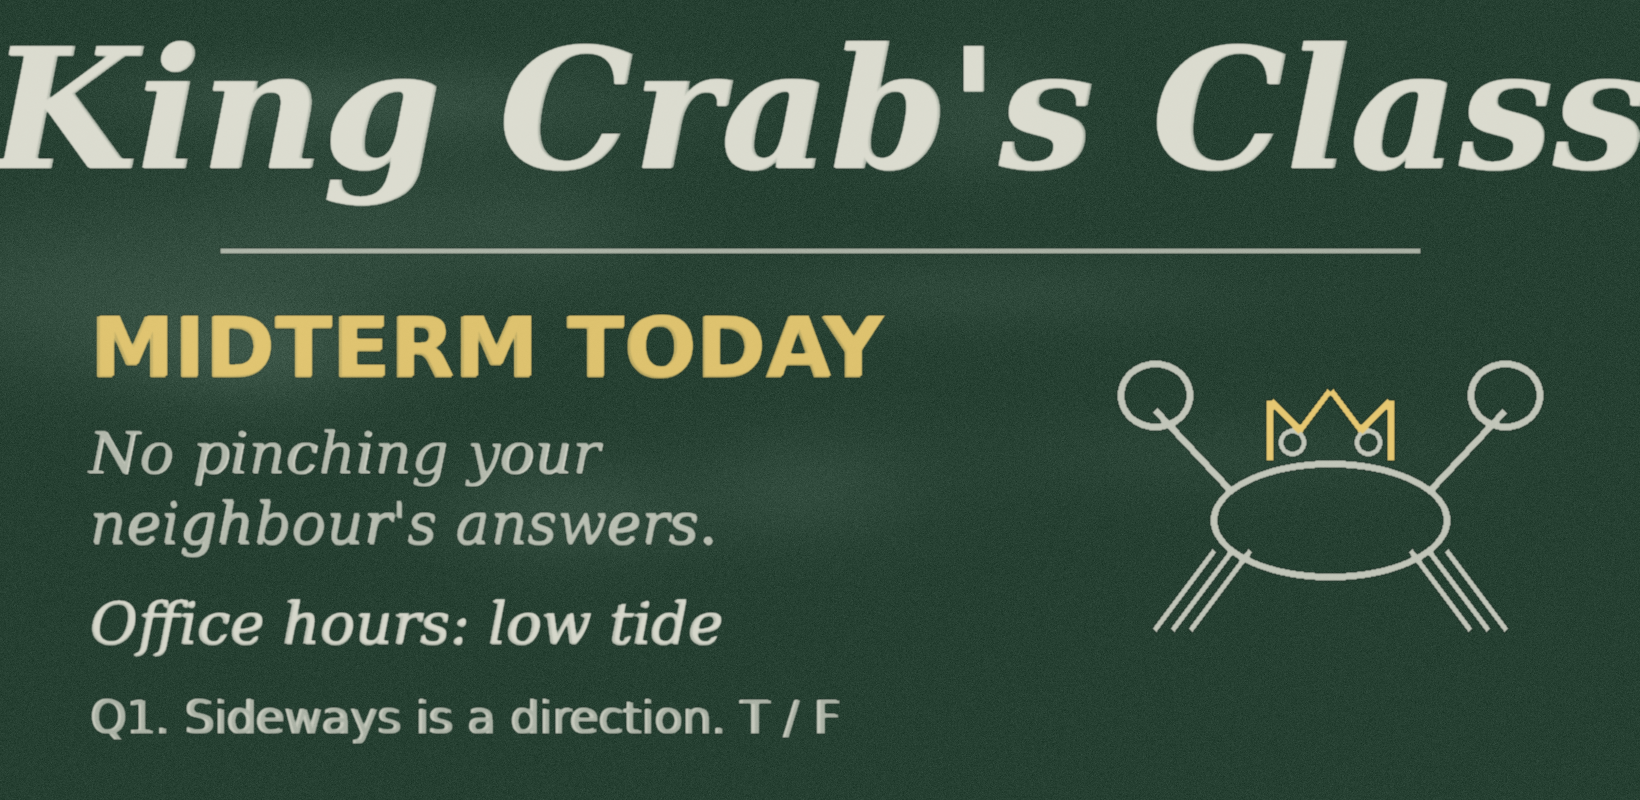 King Crab's Class
MIDTERM TODAY
No pinching your
neighbour's answers.
Office hours: low tide
Q1. Sideways is a direction. T / F